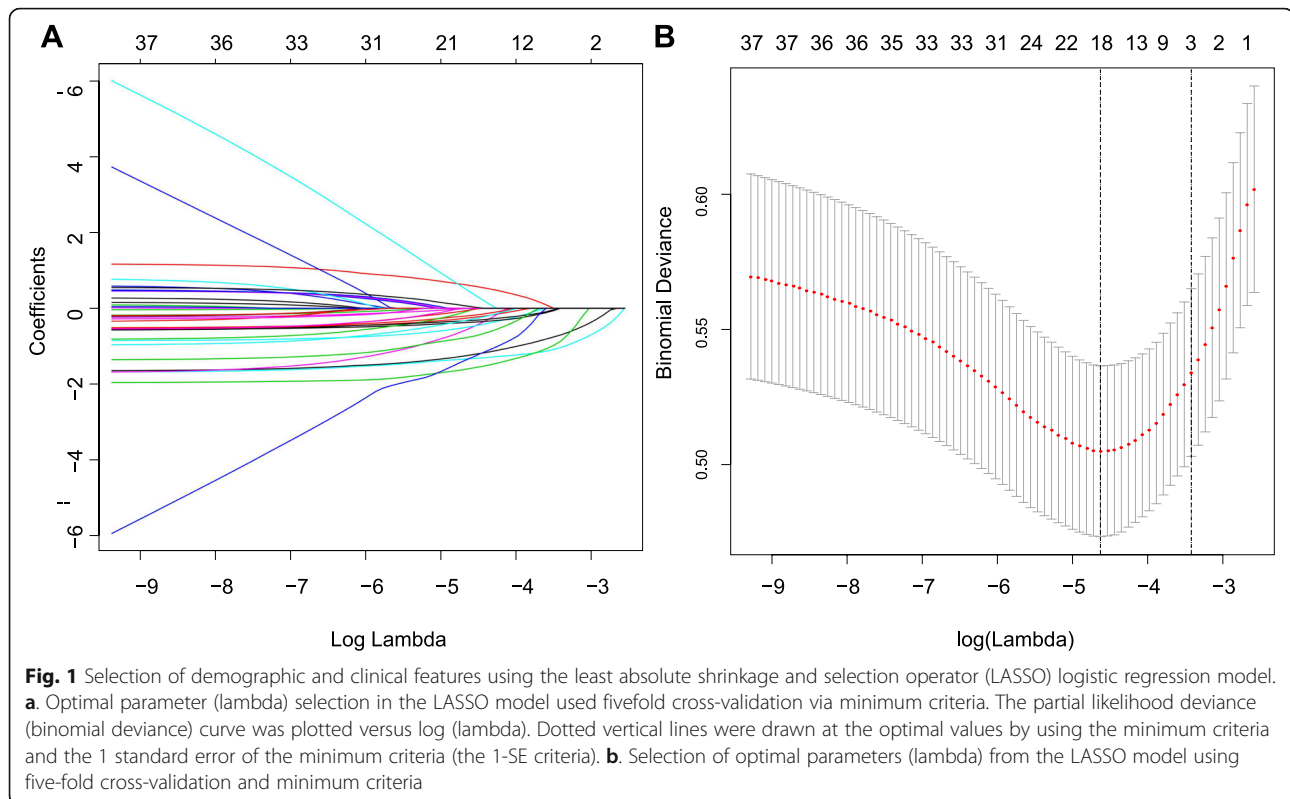 A
37 36 33 31 21 12 2
6
4
2
0
−2
−4
−6
Coefficients
−9 −8 −7 −6 −5 −4 −3
Log Lambda
B
37 37 36 36 35 33 33 31 24 22 18 13 9 3 2 1
0.60
0.55
0.50
Binomial Deviance
−9 −8 −7 −6 −5 −4 −3
log(Lambda)
Fig. 1 Selection of demographic and clinical features using the least absolute shrinkage and selection operator (LASSO) logistic regression model.
a. Optimal parameter (lambda) selection in the LASSO model used fivefold cross-validation via minimum criteria. The partial likelihood deviance
(binomial deviance) curve was plotted versus log (lambda). Dotted vertical lines were drawn at the optimal values by using the minimum criteria
and the 1 standard error of the minimum criteria (the 1-SE criteria). b. Selection of optimal parameters (lambda) from the LASSO model using
five-fold cross-validation and minimum criteria